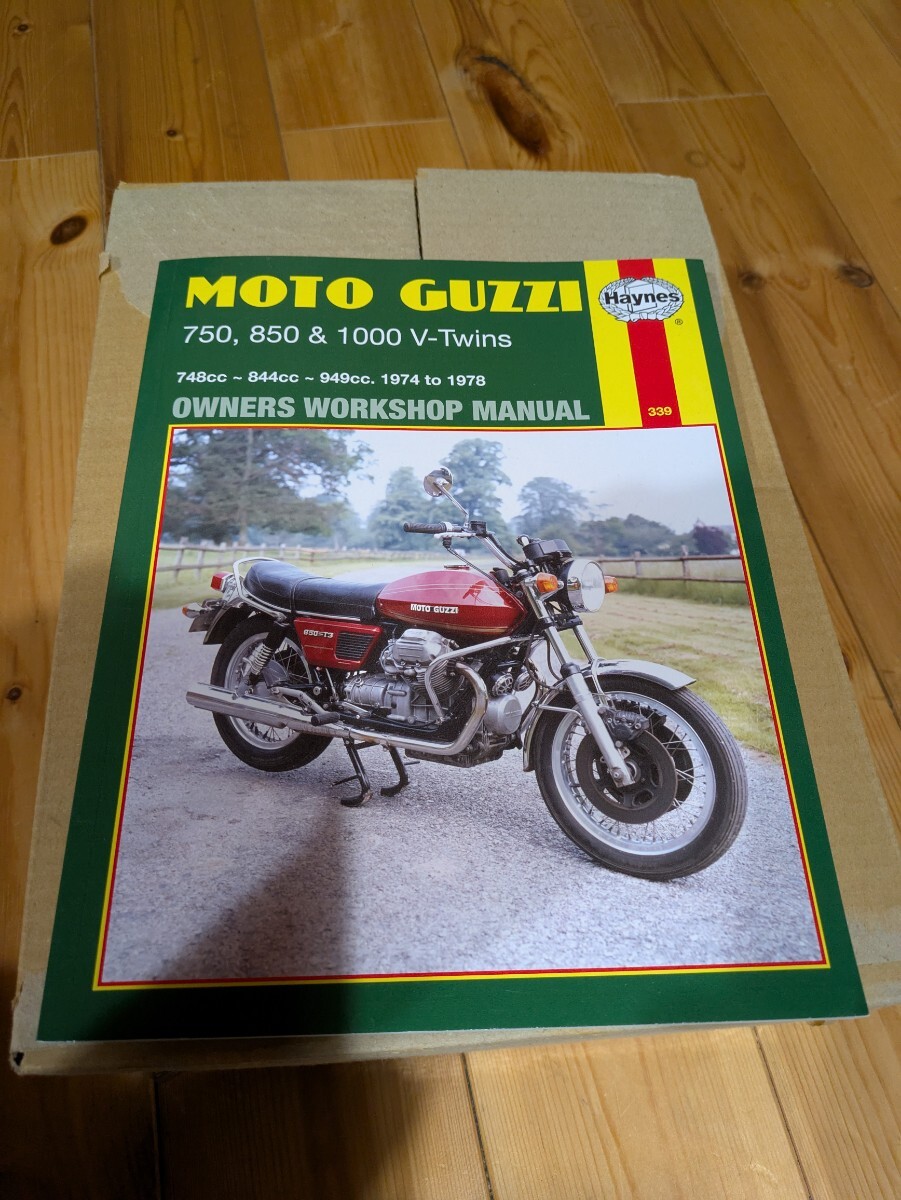 MOTO GUZZI
Haynes
®
750, 850 & 1000 V-Twins
748cc ~ 844cc ~ 949cc. 1974 to 1978
OWNERS WORKSHOP MANUAL
339
MOTO GUZZI
850-T3